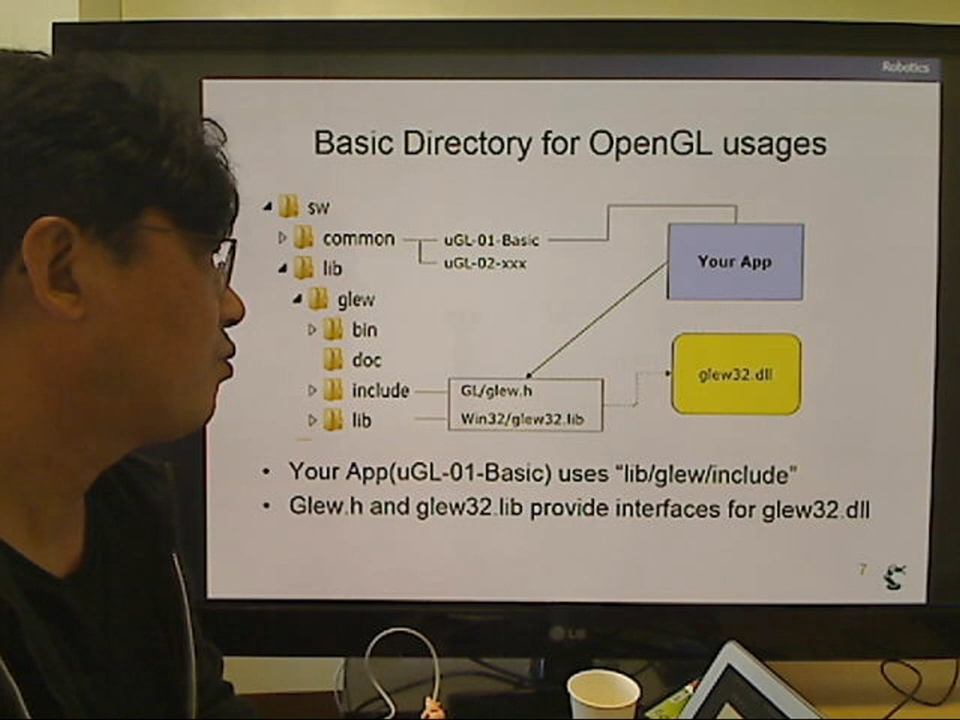 Robotics
Basic Directory for OpenGL usages
sw
common
uGL-01-Basic
uGL-02-xxx
lib
glew
bin
doc
include
lib
Your App
GL/glew.h
Win32/glew32.lib
glew32.dll
• Your App(uGL-01-Basic) uses “lib/glew/include”
• Glew.h and glew32.lib provide interfaces for glew32.dll
7
LG